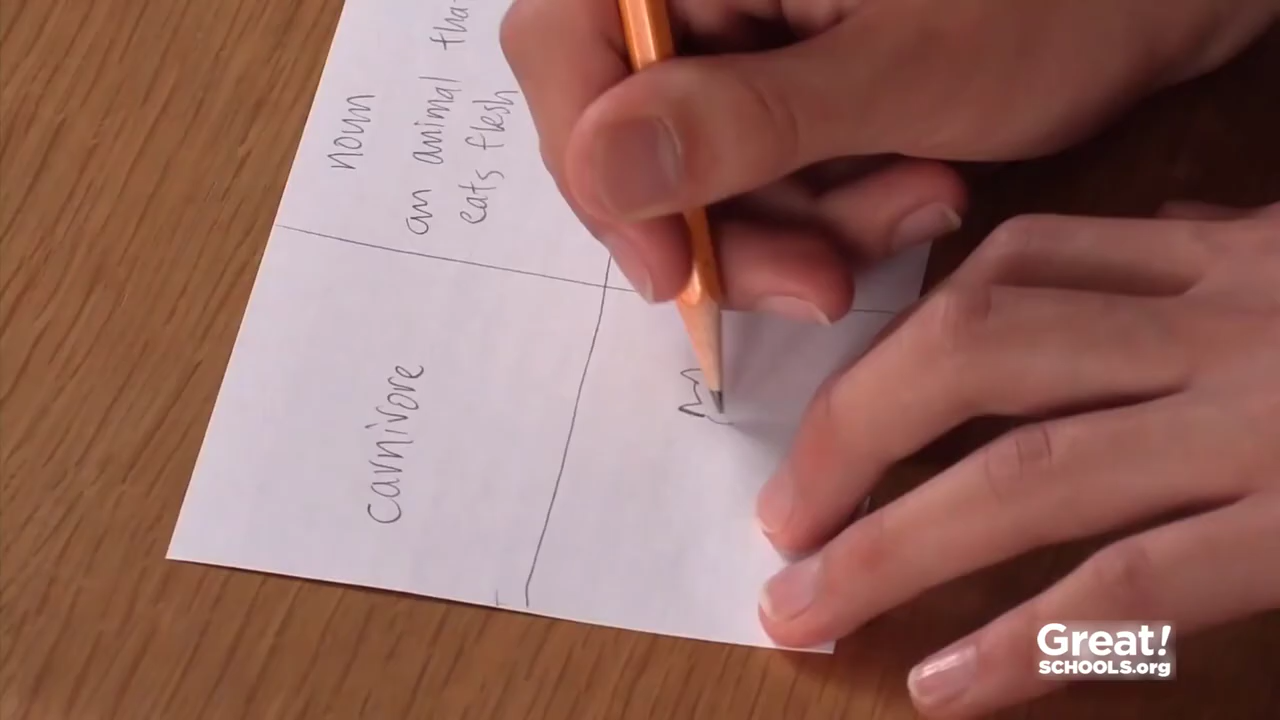 carnivore
noun
an animal tha
eats flesh
Great!
SCHOOLS.org